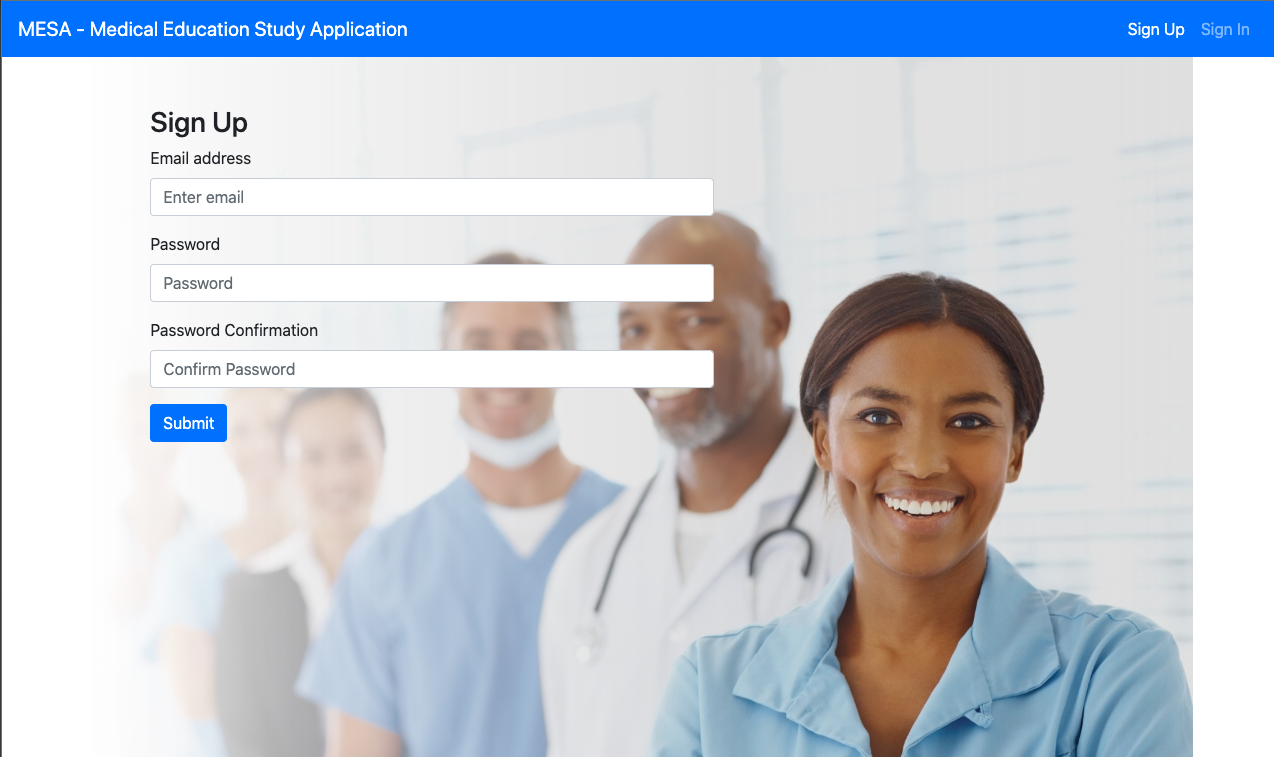 MESA - Medical Education Study Application
Sign Up Sign In
Sign Up
Email address
Enter email
Password
Password
Password Confirmation
Confirm Password
Submit